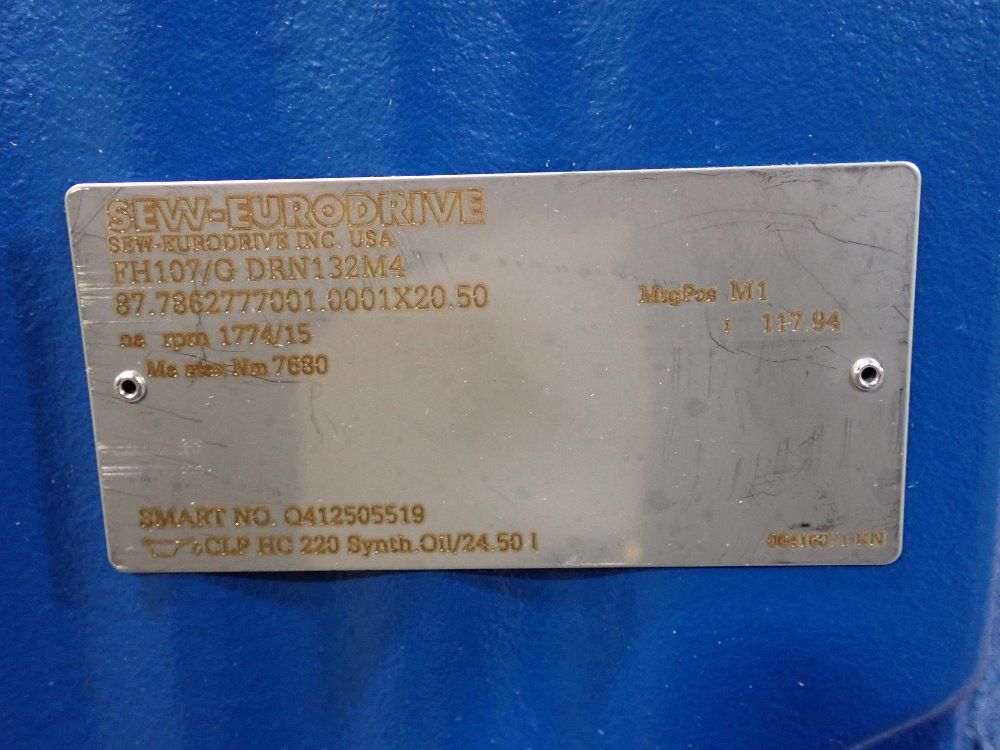 SEW-EURODRIVE
SEW-EURODRIVE INC. USA
FH107/G DRN132M4
87.7862777001.0001X20.50
MtgPos M1
na rpm 1774/15
i 117.94
Ma max Nm 7680
SMART NO. Q412505519
CLP HC 220 Synth.Oil/24.50 l